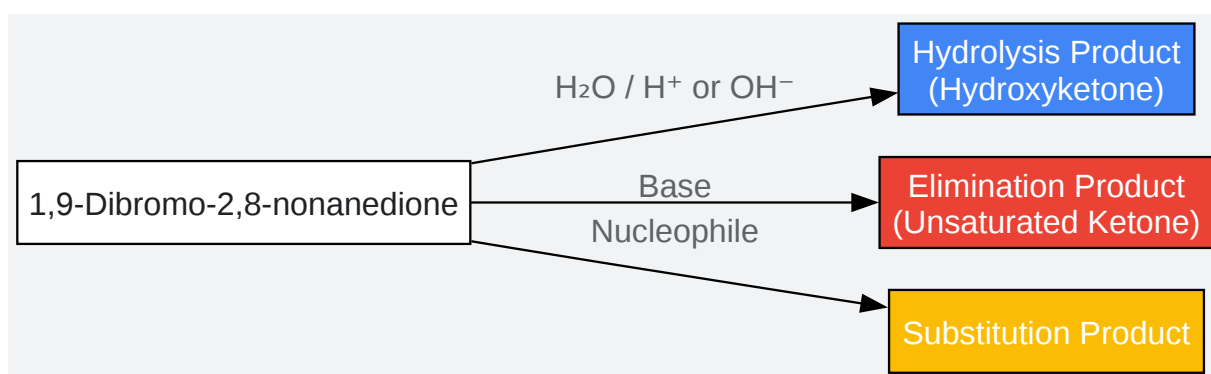 1,9-Dibromo-2,8-nonanedione
H₂O / H⁺ or OH⁻
Hydrolysis Product
(Hydroxyketone)
Base
Elimination Product
(Unsaturated Ketone)
Nucleophile
Substitution Product